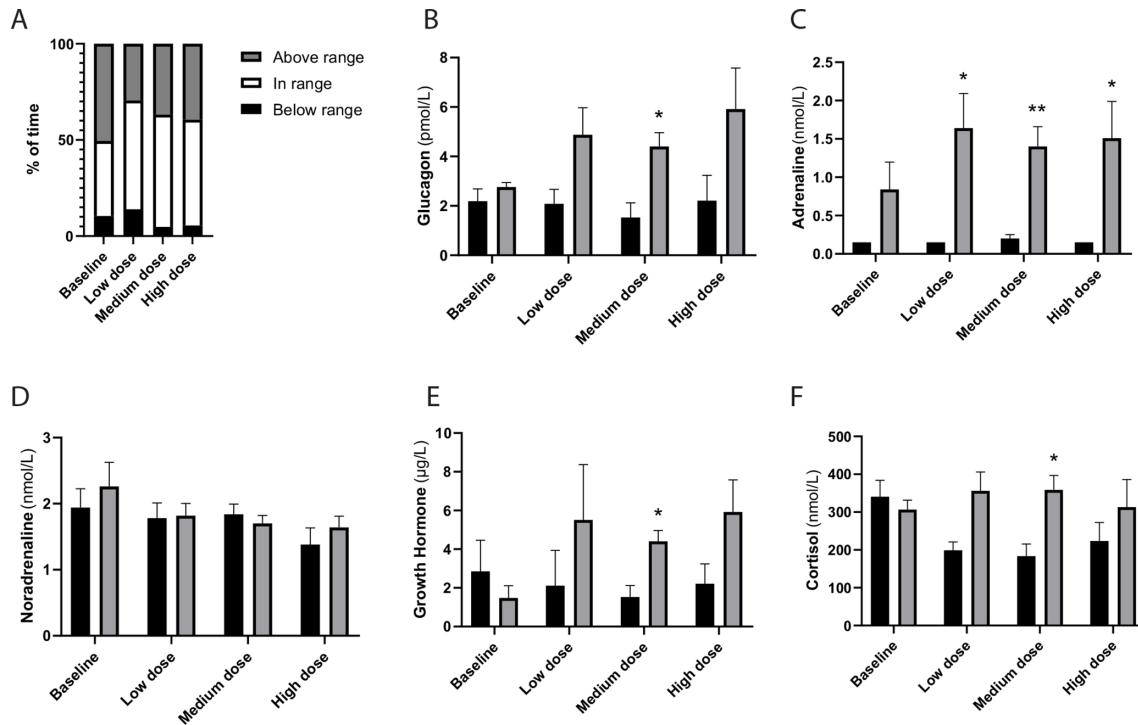 A
100
50
0
% of time
Baseline
Low dose
Medium dose
High dose
Above range
In range
Below range
B
8
6
4
2
0
Glucagon (pmol/L)
*
Baseline
Low dose
Medium dose
High dose
C
2.5
2.0
1.5
1.0
0.5
0.0
Adrenaline (nmol/L)
*
**
*
Baseline
Low dose
Medium dose
High dose
D
3
2
1
0
Noradrenaline (nmol/L)
Baseline
Low dose
Medium dose
High dose
E
10
8
6
4
2
0
Growth Hormone (µg/L)
*
Baseline
Low dose
Medium dose
High dose
F
500
400
300
200
100
0
Cortisol (nmol/L)
*
Baseline
Low dose
Medium dose
High dose